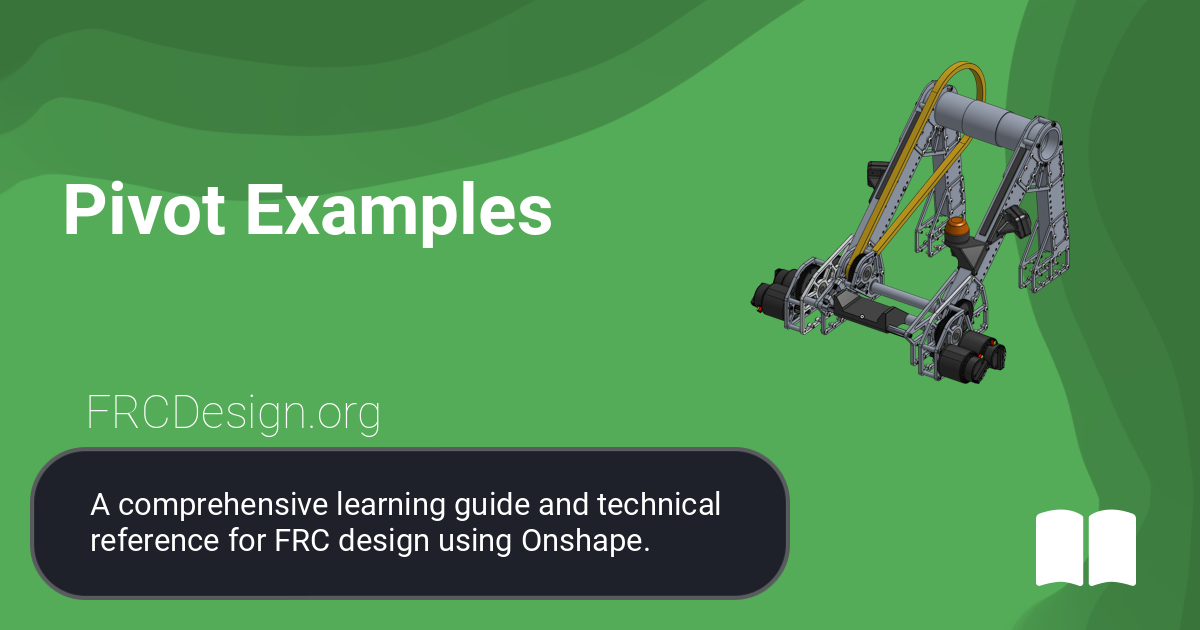 Pivot Examples
FRCDesign.org
A comprehensive learning guide and technical
reference for FRC design using Onshape.